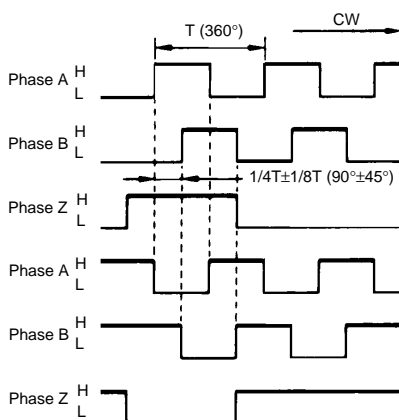 T (360°)
CW
Phase A H
L
Phase B H
L
1/4T±1/8T (90°±45°)
Phase Z H
L
Phase A H
L
Phase B H
L
Phase Z H
L